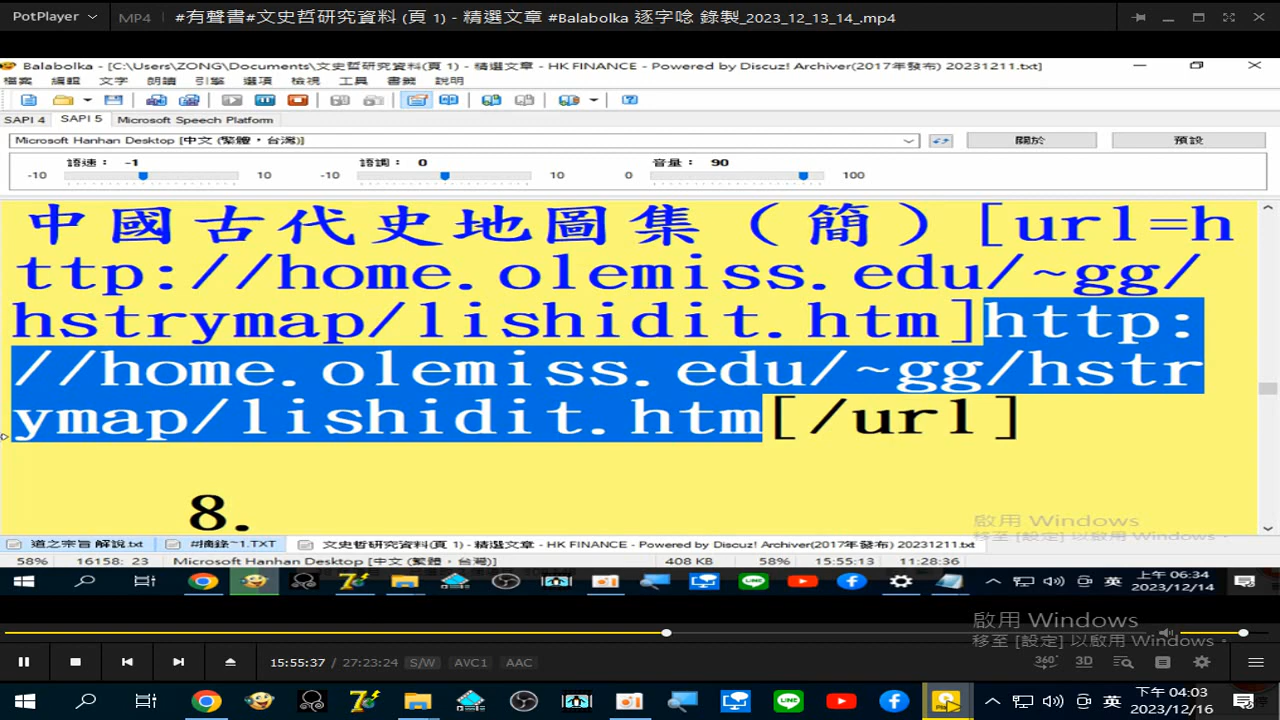 PotPlayer MP4 #有聲書#文史哲研究資料 (頁 1) - 精選文章 #Balabolka 逐字唸 錄製_2023_12_13_14_.mp4
Balabolka - [C:\Users\ZONG\Documents\文史哲研究資料(頁 1) - 精選文章 - HK FINANCE - Powered by Discuz! Archiver(2017年發布) 20231211.txt]
檔案 編輯 文字 朗讀 引擎 選項 檢視 工具 書籤 說明
SAPI 4 SAPI 5 Microsoft Speech Platform
Microsoft Hanhan Desktop [中文 (繁體，台灣)] 關於 預設
語速： -1 語調： 0 音量： 90
-10 10 -10 10 0 100
中國古代史地圖集（簡）[url=h
ttp://home.olemiss.edu/~gg/
hstrymap/lishidit.htm]http:
//home.olemiss.edu/~gg/hstr
ymap/lishidit.htm[/url]
8.
啟用 Windows
移至 [設定] 以啟用 Windows。
道之宗旨 解說.txt #摘錄~1.TXT 文史哲研究資料(頁 1) - 精選文章 - HK FINANCE - Powered by Discuz! Archiver(2017年發布) 20231211.txt
58% 16158: 23 Microsoft Hanhan Desktop [中文 (繁體，台灣)] 408 KB 58% 15:55:13 11:28:36
英 上午 06:34
2023/12/14
啟用 Windows
移至 [設定] 以啟用 Windows。
15:55:37 / 27:23:24 S/W AVC1 AAC 360° 3D
英 下午 04:03
2023/12/16